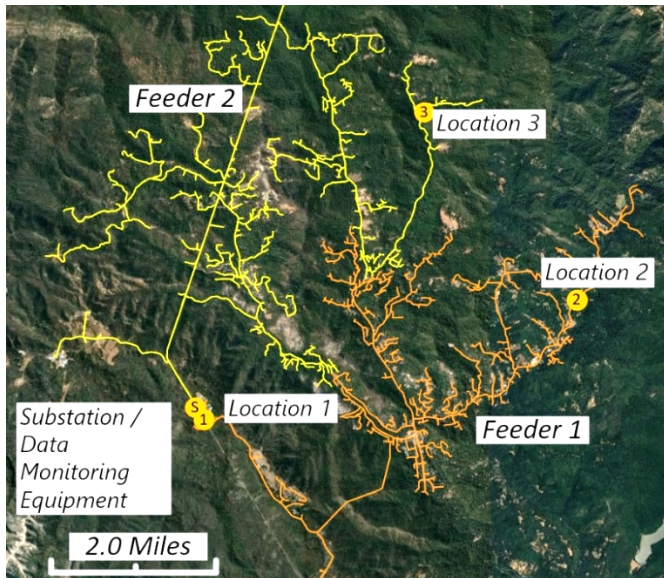 Feeder 2
3
Location 3
Location 2
2
S
1
Location 1
Substation /
Data
Monitoring
Equipment
Feeder 1
2.0 Miles